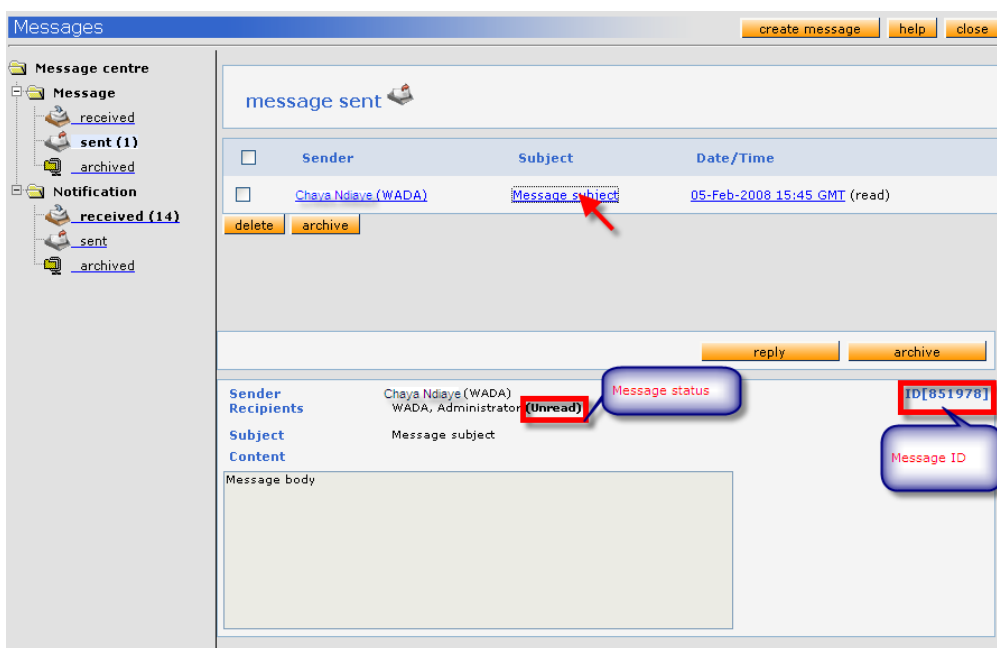 Messages
create message
help
close
Message centre
Message
received
sent (1)
archived
Notification
received (14)
sent
archived
message sent
Sender Subject Date/Time
Chaya Ndiaye (WADA) Message subject 05-Feb-2008 15:45 GMT (read)
delete
archive
reply
archive
Sender Chaya Ndiaye (WADA)
Recipients WADA, Administrator (Unread)
Message status
ID[851978]
Subject Message subject
Message ID
Content
Message body